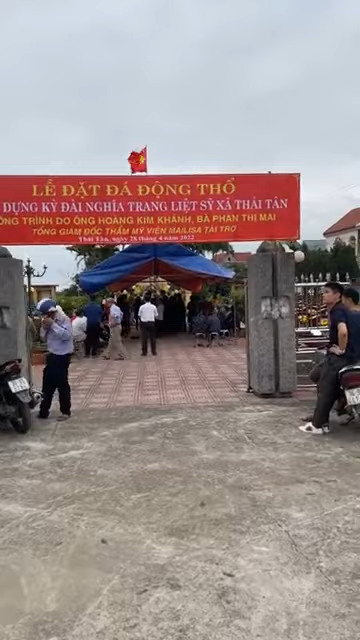 LỄ ĐẶT ĐÁ ĐỘNG THỔ
DỰNG KỲ ĐÀI NGHĨA TRANG LIỆT SỸ XÃ THÁI TÂN
ÔNG TRÌNH DO ÔNG HOÀNG KIM KHÁNH, BÀ PHAN THỊ MAI
TỔNG GIÁM ĐỐC THẨM MỸ VIỆN MAILISA TÀI TRỢ
Thái Tân, ngày 28 tháng 4 năm 2022